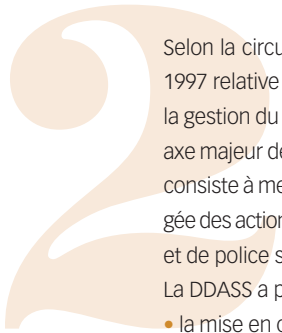 2
Selon la circu
1997 relative
la gestion du
axe majeur de
consiste à me
gée des action
et de police s
La DDASS a p
• la mise en